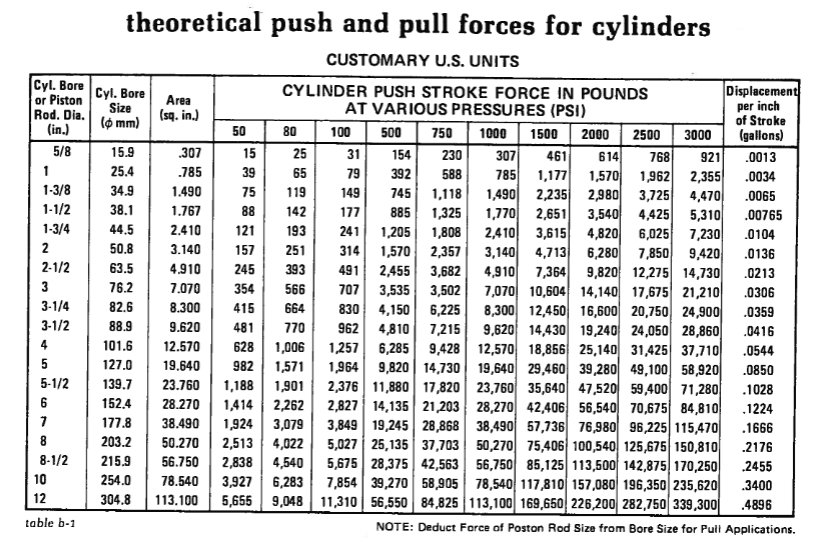 theoretical push and pull forces for cylinders
CUSTOMARY U.S. UNITS
Cyl. Bore or Piston Rod. Dia. (in.) Cyl. Bore Size (ϕ mm) Area (sq. in.) CYLINDER PUSH STROKE FORCE IN POUNDS AT VARIOUS PRESSURES (PSI) Displacement per inch of Stroke (gallons)
50 80 100 500 750 1000 1500 2000 2500 3000
5/8 15.9 .307 15 25 31 154 230 307 461 614 768 921 .0013
1 25.4 .785 39 65 79 392 588 785 1,177 1,570 1,962 2,355 .0034
1-3/8 34.9 1.490 75 119 149 745 1,118 1,490 2,235 2,980 3,725 4,470 .0065
1-1/2 38.1 1.767 88 142 177 885 1,325 1,770 2,651 3,540 4,425 5,310 .00765
1-3/4 44.5 2.410 121 193 241 1,205 1,808 2,410 3,615 4,820 6,025 7,230 .0104
2 50.8 3.140 157 251 314 1,570 2,357 3,140 4,713 6,280 7,850 9,420 .0136
2-1/2 63.5 4.910 245 393 491 2,455 3,682 4,910 7,364 9,820 12,275 14,730 .0213
3 76.2 7.070 354 566 707 3,535 3,502 7,070 10,604 14,140 17,675 21,210 .0306
3-1/4 82.6 8.300 415 664 830 4,150 6,225 8,300 12,450 16,600 20,750 24,900 .0359
3-1/2 88.9 9.620 481 770 962 4,810 7,215 9,620 14,430 19,240 24,050 28,860 .0416
4 101.6 12.570 628 1,006 1,257 6,285 9,428 12,570 18,856 25,140 31,425 37,710 .0544
5 127.0 19.640 982 1,571 1,964 9,820 14,730 19,640 29,460 39,280 49,100 58,920 .0850
5-1/2 139.7 23.760 1,188 1,901 2,376 11,880 17,820 23,760 35,640 47,520 59,400 71,280 .1028
6 152.4 28.270 1,414 2,262 2,827 14,135 21,203 28,270 42,406 56,540 70,675 84,810 .1224
7 177.8 38.490 1,924 3,079 3,849 19,245 28,868 38,490 57,736 76,980 96,225 115,470 .1666
8 203.2 50.270 2,513 4,022 5,027 25,135 37,703 50,270 75,406 100,540 125,675 150,810 .2176
8-1/2 215.9 56.750 2,838 4,540 5,675 28,375 42,563 56,750 85,125 113,500 142,875 170,250 .2455
10 254.0 78.540 3,927 6,283 7,854 39,270 58,905 78,540 117,810 157,080 196,350 235,620 .3400
12 304.8 113.100 5,655 9,048 11,310 56,550 84,825 113,100 169,650 226,200 282,750 339,300 .4896
table b-1
NOTE: Deduct Force of Poston Rod Size from Bore Size for Pull Applications.